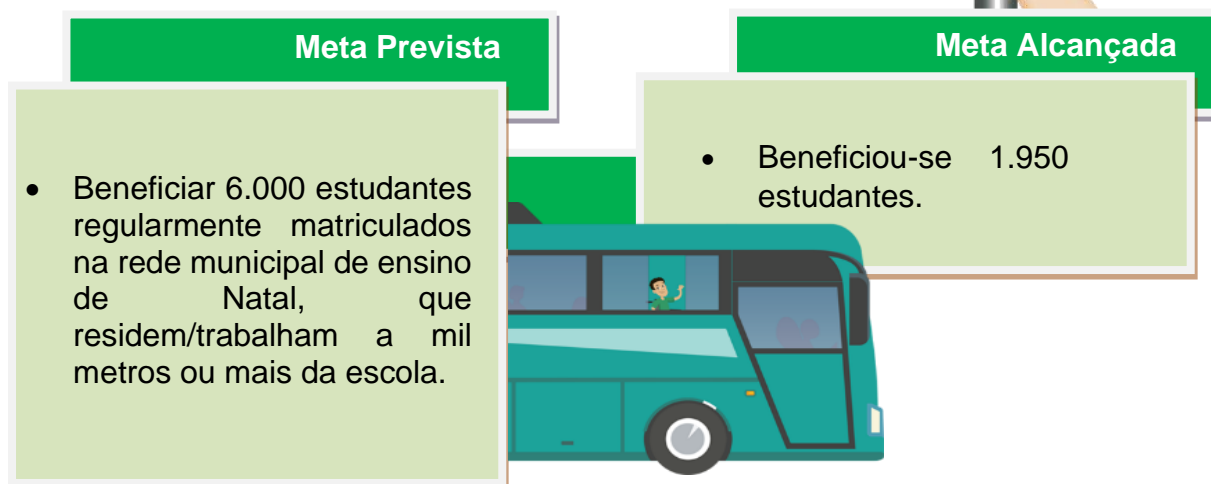 Meta Prevista
• Beneficiar 6.000 estudantes
regularmente matriculados
na rede municipal de ensino
de Natal, que
residem/trabalham a mil
metros ou mais da escola.
Meta Alcançada
• Beneficiou-se 1.950
estudantes.